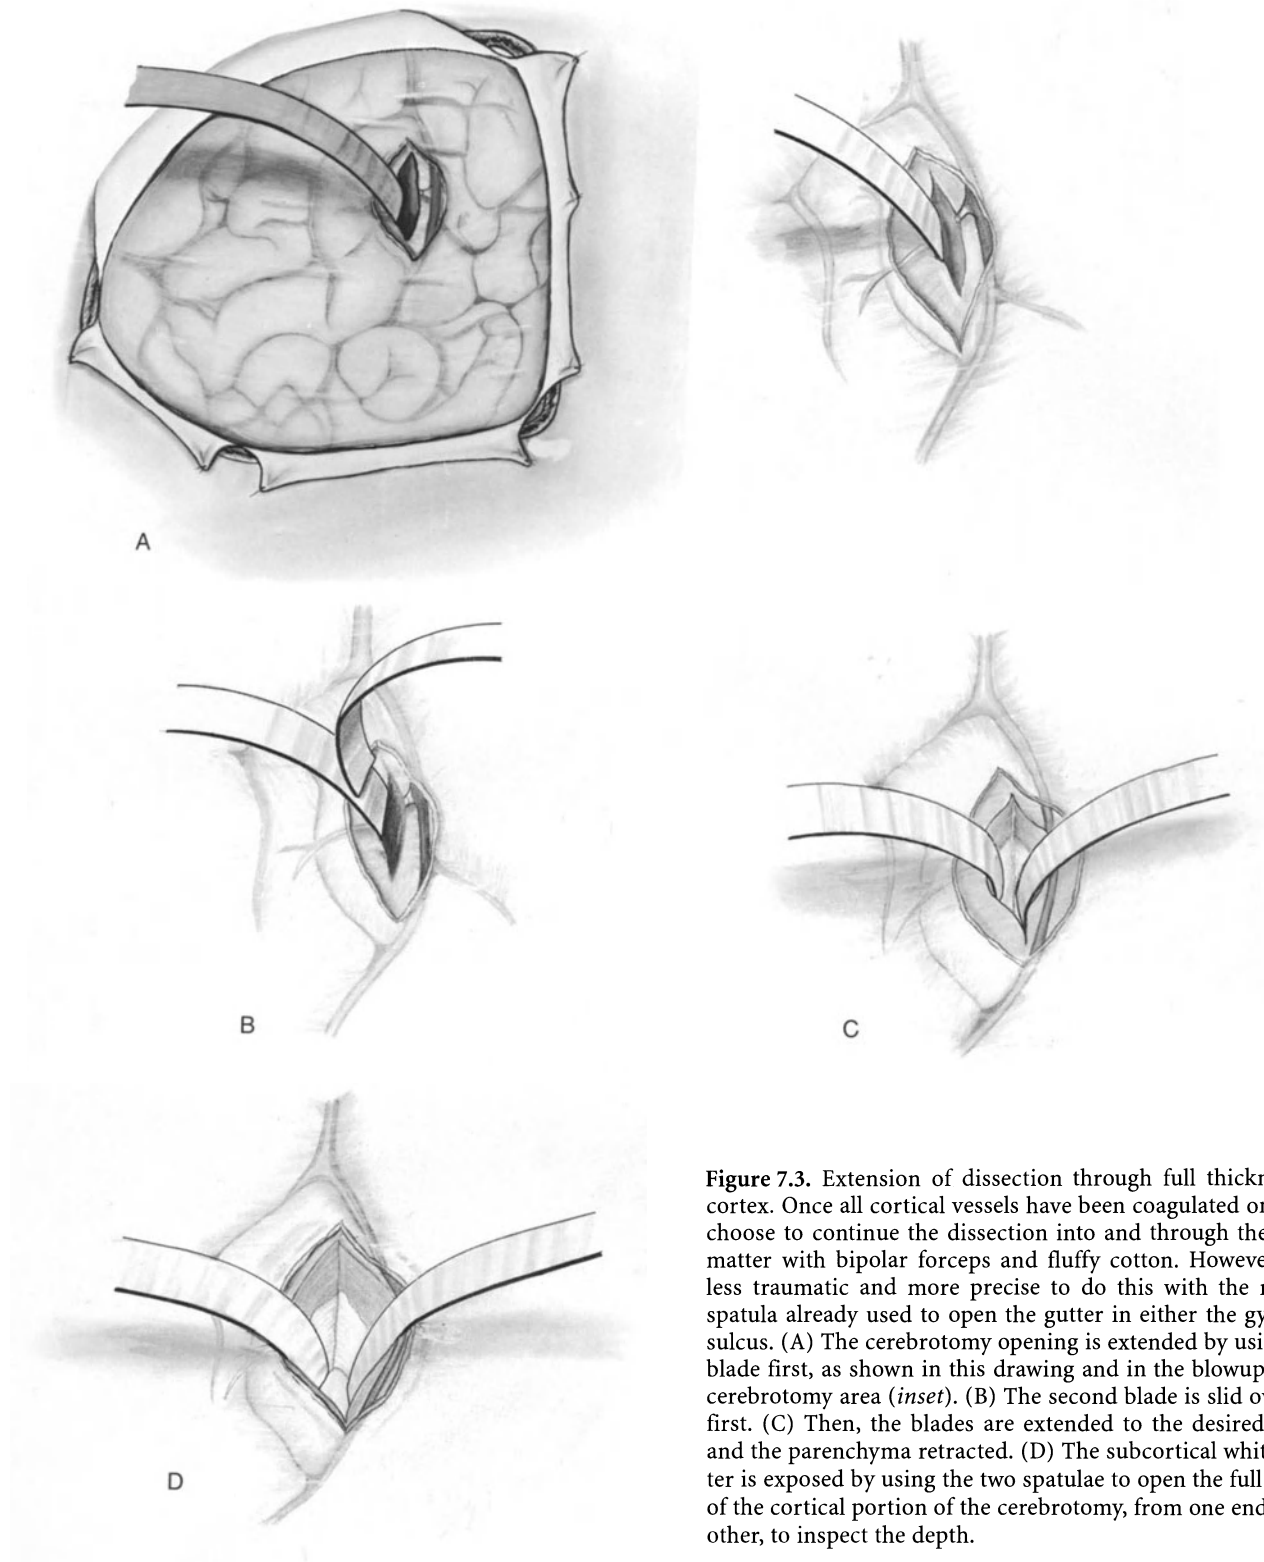 A
B
C
D
Figure 7.3. Extension of dissection through full
cortex. Once all cortical vessels have been coagulated
choose to continue the dissection into and through the
matter with bipolar forceps and fluffy cotton.
less traumatic and more precise to do this with the
spatula already used to open the gutter in either the
sulcus. (A) The cerebrotomy opening is extended by
blade first, as shown in this drawing and in the blowup
cerebrotomy area (inset). (B) The second blade is slid
first. (C) Then, the blades are extended to the desired
and the parenchyma retracted. (D) The subcortical
ter is exposed by using the two spatulae to open the full
of the cortical portion of the cerebrotomy, from one end
other, to inspect the depth.